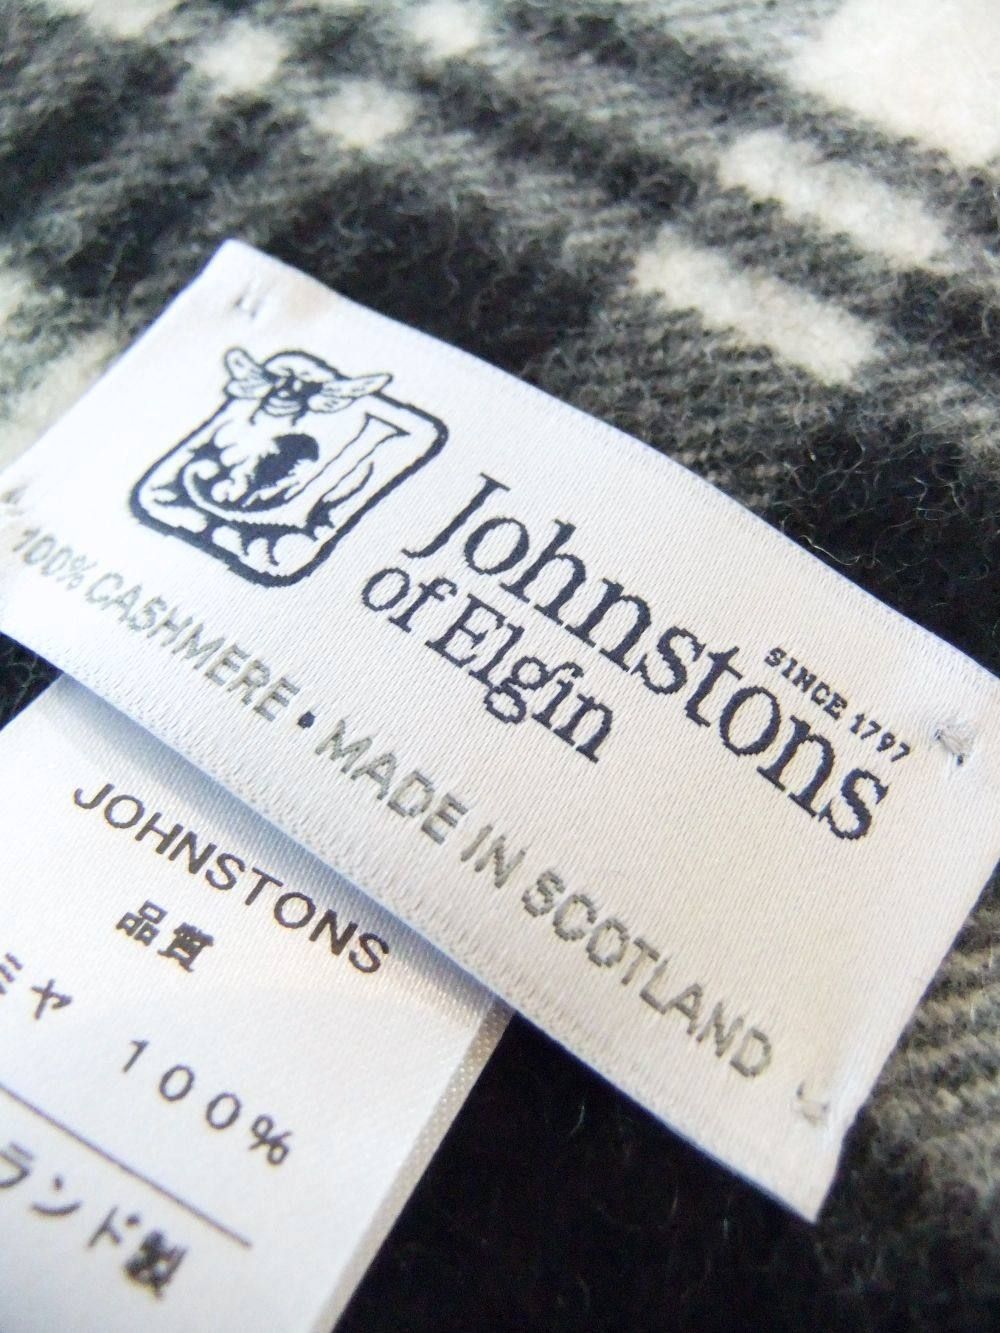 Johnstons
SINCE 1797
of Elgin
100% CASHMERE • MADE IN SCOTLAND
JOHNSTONS
品質
ミヤ 100%
ランド製